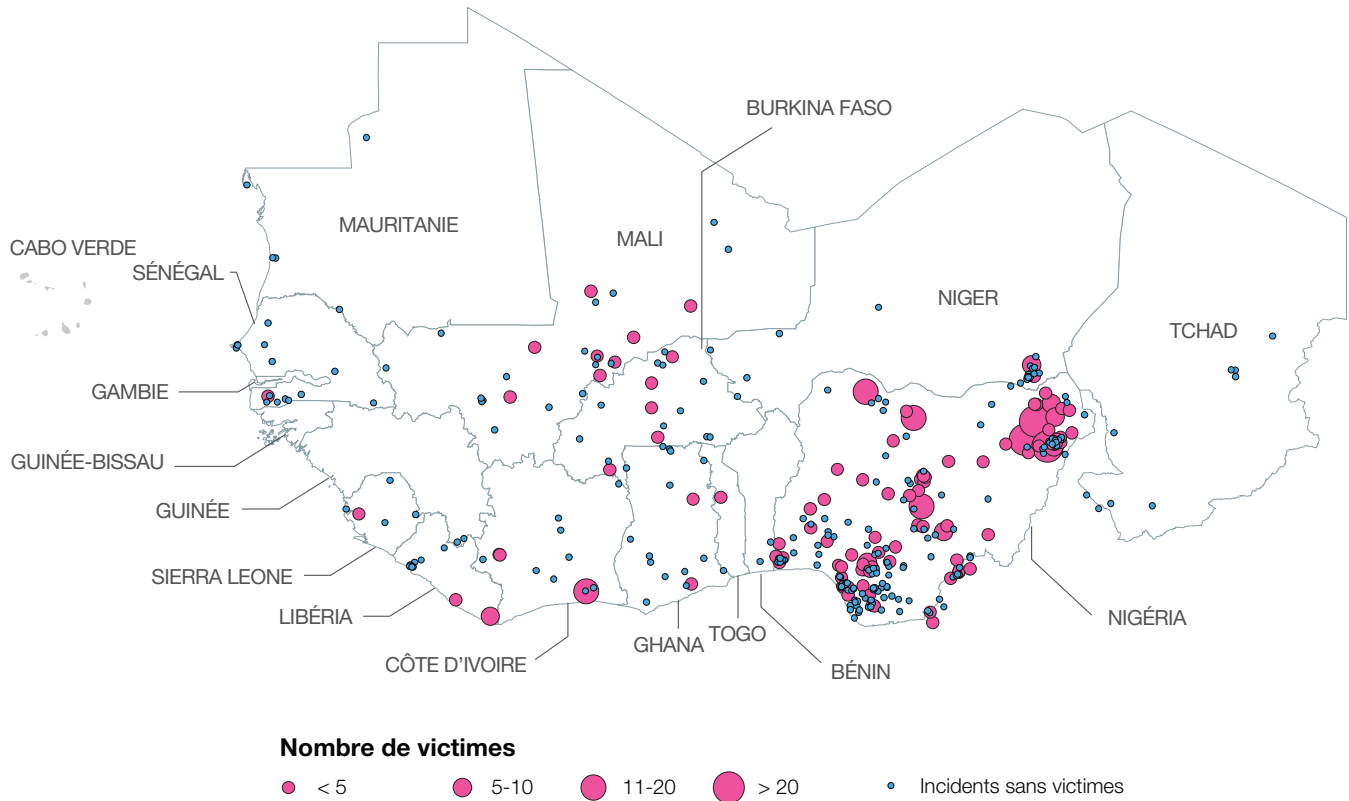 BURKINA FASO
MAURITANIE
MALI
CABO VERDE
SÉNÉGAL
NIGER
TCHAD
GAMBIE
GUINÉE-BISSAU
GUINÉE
SIERRA LEONE
LIBÉRIA
NIGÉRIA
GHANA
TOGO
CÔTE D'IVOIRE
BÉNIN
Nombre de victimes
< 5
5-10
11-20
> 20
Incidents sans victimes